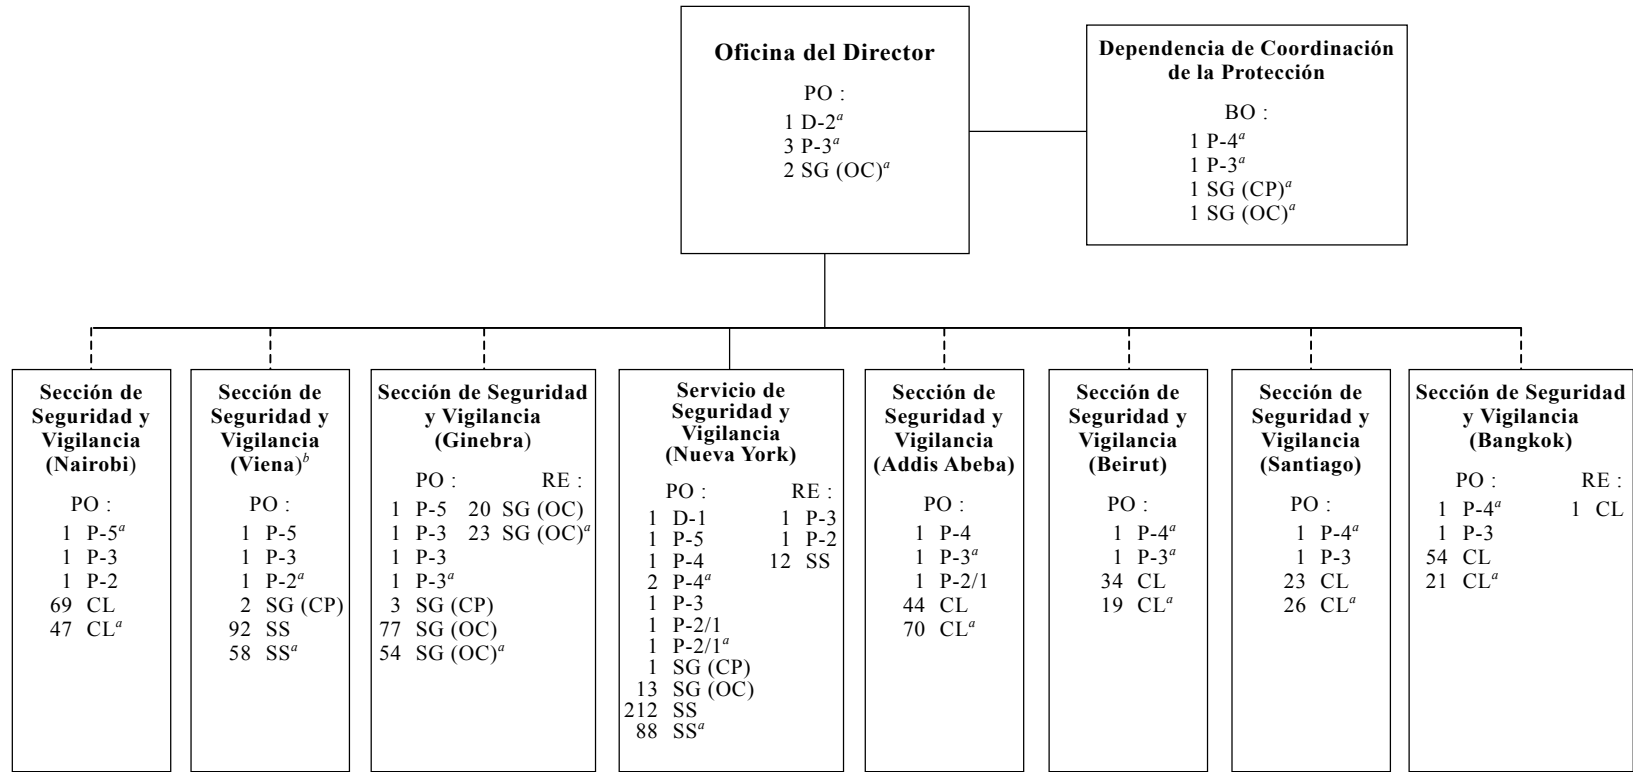 Oficina del Director
PO :
1 D-2a
3 P-3a
2 SG (OC)a
Dependencia de Coordinación
de la Protección
BO :
1 P-4a
1 P-3a
1 SG (CP)a
1 SG (OC)a
Sección de
Seguridad y
Vigilancia
(Nairobi)
PO :
1 P-5a
1 P-3
1 P-2
69 CL
47 CLa
Sección de
Seguridad y
Vigilancia
(Viena)b
PO :
1 P-5
1 P-3
1 P-2a
2 SG (CP)
92 SS
58 SSa
Sección de Seguridad
y Vigilancia
(Ginebra)
PO : RE :
1 P-5 20 SG (OC)
1 P-3 23 SG (OC)a
1 P-3
1 P-3a
3 SG (CP)
77 SG (OC)
54 SG (OC)a
Servicio de
Seguridad y
Vigilancia
(Nueva York)
PO : RE :
1 D-1 1 P-3
1 P-5 1 P-2
1 P-4 12 SS
2 P-4a
1 P-3
1 P-2/1
1 P-2/1a
1 SG (CP)
13 SG (OC)
212 SS
88 SSa
Sección de
Seguridad y
Vigilancia
(Addis Abeba)
PO :
1 P-4
1 P-3a
1 P-2/1
44 CL
70 CLa
Sección de
Seguridad y
Vigilancia
(Beirut)
PO :
1 P-4a
1 P-3a
34 CL
19 CLa
Sección de
Seguridad y
Vigilancia
(Santiago)
PO :
1 P-4a
1 P-3
23 CL
26 CLa
Sección de Seguridad
y Vigilancia
(Bangkok)
PO : RE :
1 P-4a 1 CL
1 P-3
54 CL
21 CLa